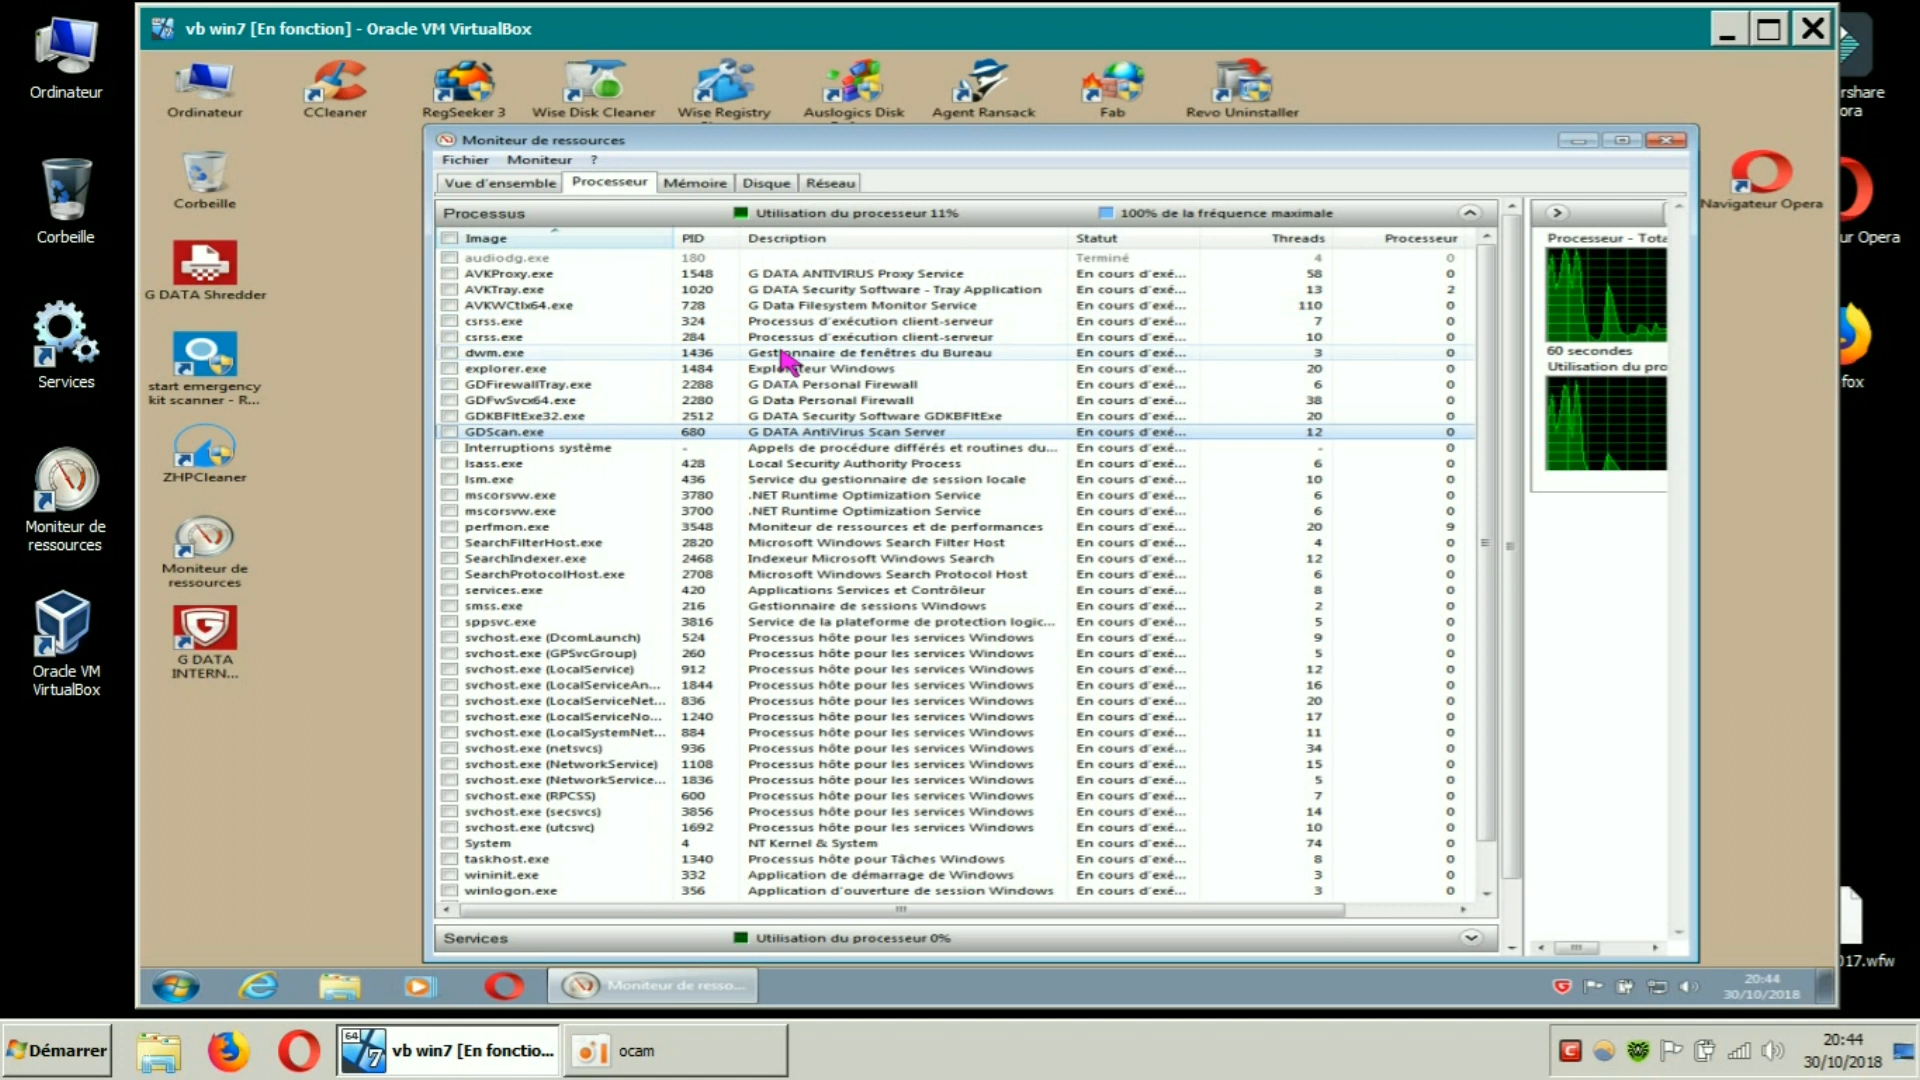 vb win7 [En fonction] - Oracle VM VirtualBox
Ordinateur
Corbeille
Services
Moniteur de
ressources
Oracle VM
VirtualBox
Ordinateur
CCleaner
RegSeeker 3
Wise Disk Cleaner
Wise Registry
Auslogics Disk
Agent Ransack
Fab
Revo Uninstaller
Corbeille
G DATA Shredder
start emergency
kit scanner - R...
ZHPCleaner
Moniteur de
ressources
G DATA
INTERN...
Navigateur Opera
Moniteur de ressources
Fichier Moniteur ?
Vue d'ensemble Processeur Mémoire Disque Réseau
Processus Utilisation du processeur 11% 100% de la fréquence maximale
Image PID Description Statut Threads Processeur
audiodg.exe 180 Terminé 4 0
AVKProxy.exe 1548 G DATA ANTIVIRUS Proxy Service En cours d'exé... 58 0
AVKTray.exe 1020 G DATA Security Software - Tray Application En cours d'exé... 13 2
AVKWCtlx64.exe 728 G Data Filesystem Monitor Service En cours d'exé... 110 0
csrss.exe 324 Processus d'exécution client-serveur En cours d'exé... 7 0
csrss.exe 284 Processus d'exécution client-serveur En cours d'exé... 10 0
dwm.exe 1436 Gestionnaire de fenêtres du Bureau En cours d'exé... 3 0
explorer.exe 1484 Explorateur Windows En cours d'exé... 20 0
GDFirewallTray.exe 2288 G DATA Personal Firewall En cours d'exé... 6 0
GDFwSvcx64.exe 2280 G Data Personal Firewall En cours d'exé... 38 0
GDKBFltExe32.exe 2512 G DATA Security Software GDKBFltExe En cours d'exé... 20 0
GDScan.exe 680 G DATA AntiVirus Scan Server En cours d'exé... 12 0
Interruptions système - Appels de procédure différés et routines du... En cours d'exé... - 0
lsass.exe 428 Local Security Authority Process En cours d'exé... 6 0
lsm.exe 436 Service du gestionnaire de session locale En cours d'exé... 10 0
mscorsvw.exe 3780 .NET Runtime Optimization Service En cours d'exé... 6 0
mscorsvw.exe 3700 .NET Runtime Optimization Service En cours d'exé... 6 0
perfmon.exe 3548 Moniteur de ressources et de performances En cours d'exé... 20 9
SearchFilterHost.exe 2820 Microsoft Windows Search Filter Host En cours d'exé... 4 0
SearchIndexer.exe 2468 Indexeur Microsoft Windows Search En cours d'exé... 12 0
SearchProtocolHost.exe 2708 Microsoft Windows Search Protocol Host En cours d'exé... 6 0
services.exe 420 Applications Services et Contrôleur En cours d'exé... 8 0
smss.exe 216 Gestionnaire de sessions Windows En cours d'exé... 2 0
sppsvc.exe 3816 Service de la plateforme de protection logic... En cours d'exé... 5 0
svchost.exe (DcomLaunch) 524 Processus hôte pour les services Windows En cours d'exé... 9 0
svchost.exe (GPSvcGroup) 260 Processus hôte pour les services Windows En cours d'exé... 5 0
svchost.exe (LocalService) 912 Processus hôte pour les services Windows En cours d'exé... 12 0
svchost.exe (LocalServiceAn... 1844 Processus hôte pour les services Windows En cours d'exé... 16 0
svchost.exe (LocalServiceNet... 836 Processus hôte pour les services Windows En cours d'exé... 20 0
svchost.exe (LocalServiceNo... 1240 Processus hôte pour les services Windows En cours d'exé... 17 0
svchost.exe (LocalSystemNet... 884 Processus hôte pour les services Windows En cours d'exé... 11 0
svchost.exe (netsvcs) 936 Processus hôte pour les services Windows En cours d'exé... 34 0
svchost.exe (NetworkService) 1108 Processus hôte pour les services Windows En cours d'exé... 15 0
svchost.exe (NetworkService... 1836 Processus hôte pour les services Windows En cours d'exé... 5 0
svchost.exe (RPCSS) 600 Processus hôte pour les services Windows En cours d'exé... 7 0
svchost.exe (secsvcs) 3856 Processus hôte pour les services Windows En cours d'exé... 14 0
svchost.exe (utcsvc) 1692 Processus hôte pour les services Windows En cours d'exé... 10 0
System 4 NT Kernel & System En cours d'exé... 74 0
taskhost.exe 1340 Processus hôte pour Tâches Windows En cours d'exé... 8 0
wininit.exe 332 Application de démarrage de Windows En cours d'exé... 3 0
winlogon.exe 356 Application d'ouverture de session Windows En cours d'exé... 3 0
Services Utilisation du processeur 0%
Processeur - Tota
60 secondes
Utilisation du pro
rshare
ora
ur Opera
fox
017.wfw
Moniteur de resso...
20:44
30/10/2018
Démarrer
64
7
vb win7 [En fonctio...
ocam
20:44
30/10/2018